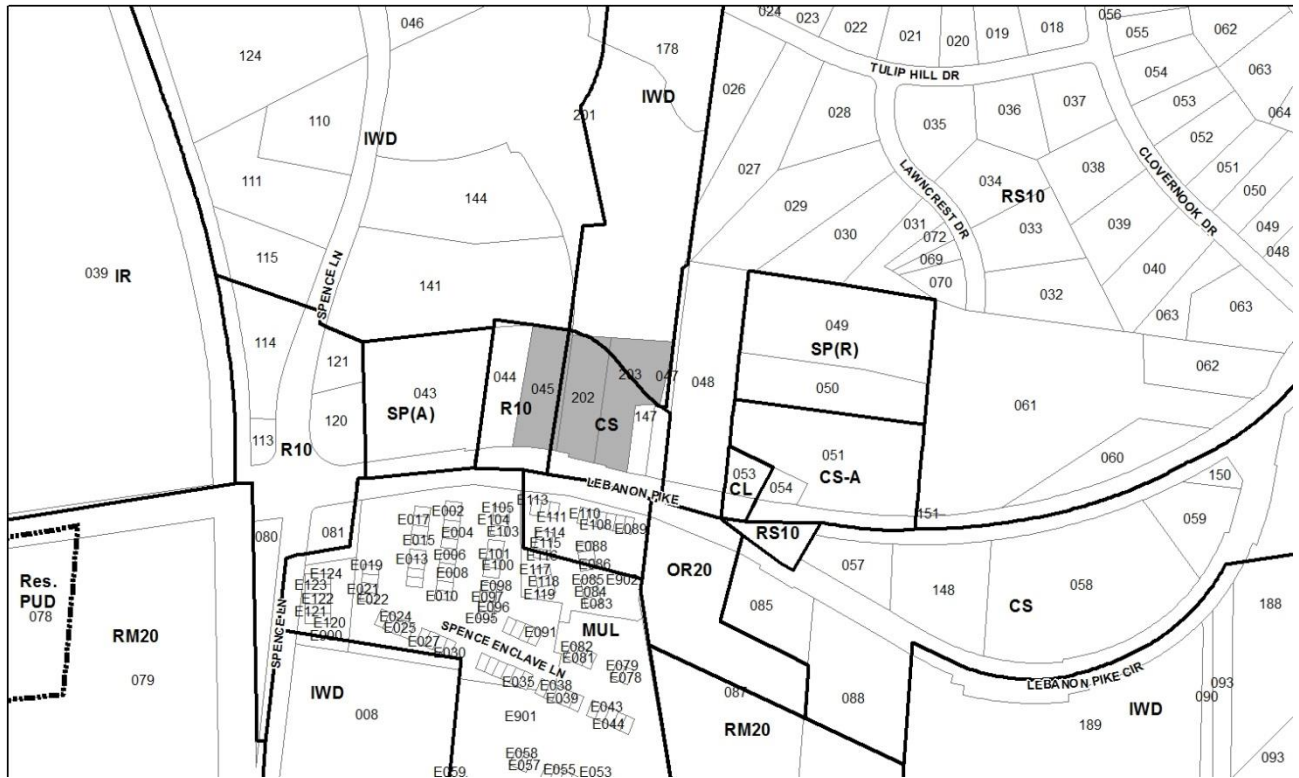 046
024
023
022
021
020
019
018
056
055
062
124
178
TULIP HILL DR
054
063
110
IWD
IWD
201
026
028
036
037
053
064
035
052
111
027
034
038
051
144
RS10
CLOVERNOOK DR
LAWNCREST DR
050
029
031
072
033
039
049
115
030
069
048
039
IR
SPENCE LN
141
070
032
040
063
063
114
049
121
SP(R)
062
043
044
045
203
047
048
050
061
202
120
SP(A)
R10
CS
147
113
R10
051
060
053
CS-A
150
CL
054
LEBANON PIKE
151
059
E113
E002
E105
E110
E017
E104
E111
E108
E089
080
081
E004
E103
E114
RS10
E015
E115
E088
Res.
PUD
E006
E101
E116
E086
057
058
E013
E019
E100
E117
OR20
148
E124
E008
E118
E085
E902
078
E123
E021
E098
E084
CS
188
E122
E022
E010
E097
E119
E083
085
E121
E096
RM20
E120
E024
E095
E091
MUL
E900
E025
SPENCE LN
E027
SPENCE ENCLAVE LN
E082
E030
E081
E079
079
E078
LEBANON PIKE CIR
093
IWD
E035
E038
087
088
090
E039
E043
189
IWD
008
E901
E044
RM20
E058
093
E059
E057
E055
E053